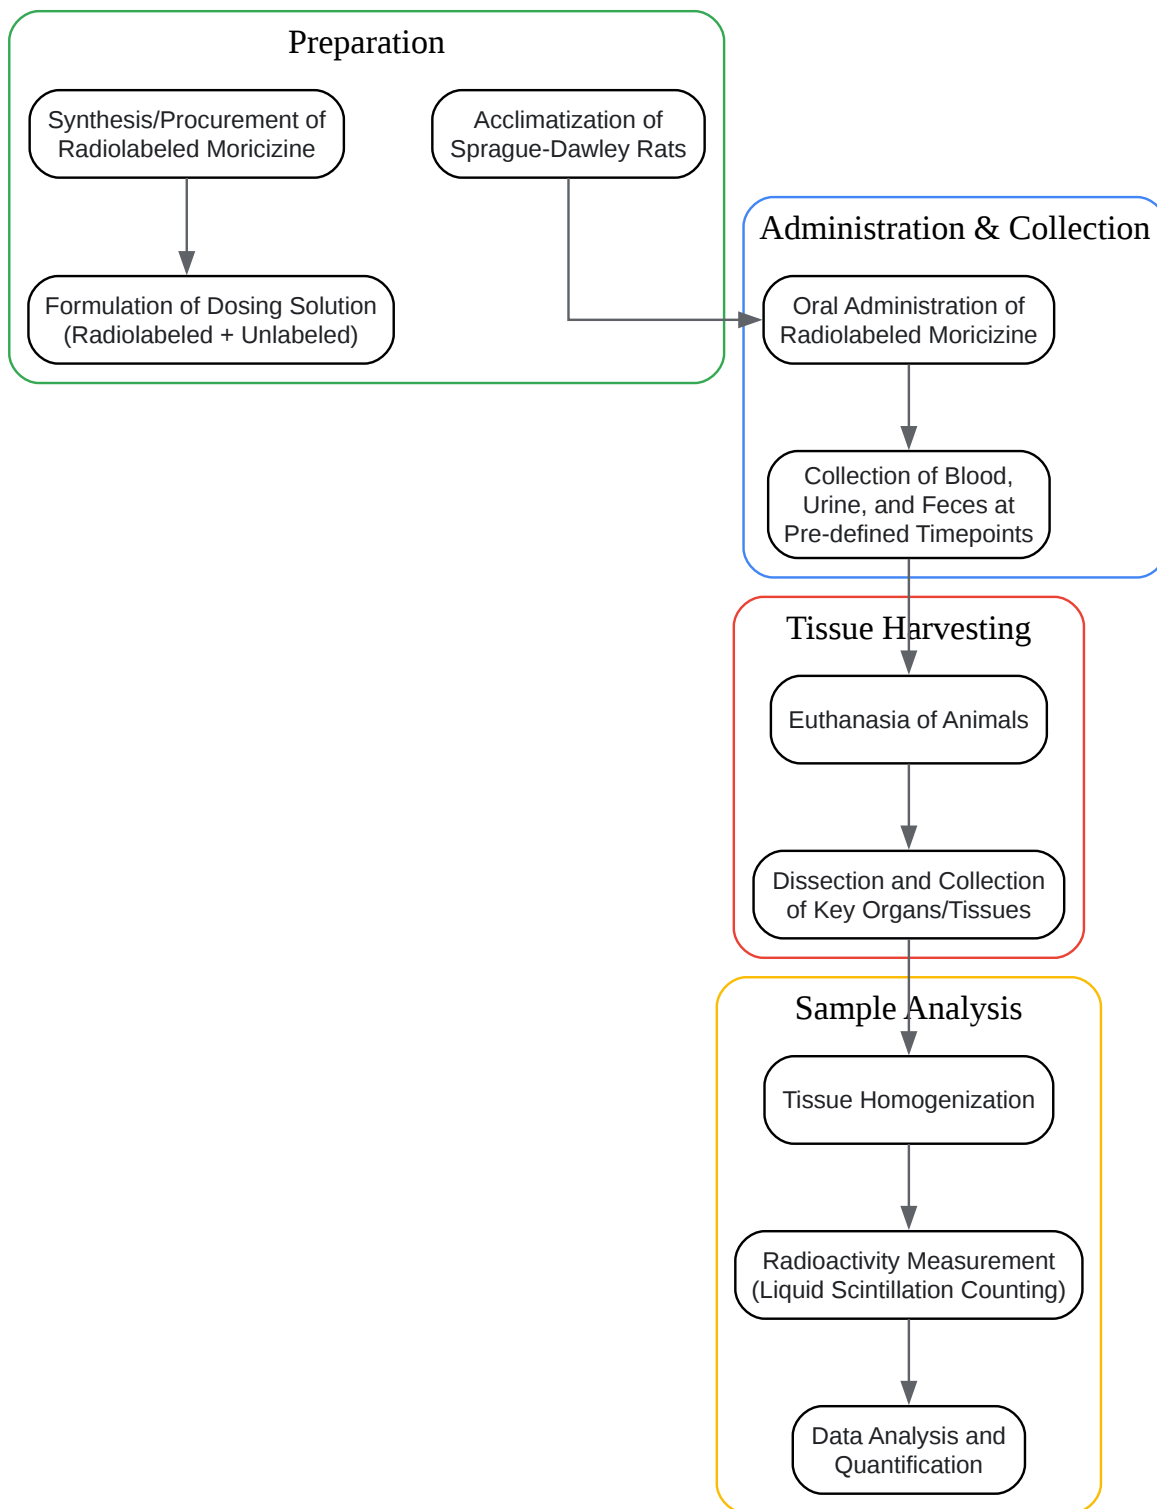 Preparation
Synthesis/Procurement of
Radiolabeled Moricizine
Acclimatization of
Sprague-Dawley Rats
Formulation of Dosing Solution
(Radiolabeled + Unlabeled)
Administration & Collection
Oral Administration of
Radiolabeled Moricizine
Collection of Blood,
Urine, and Feces at
Pre-defined Timepoints
Tissue Harvesting
Euthanasia of Animals
Dissection and Collection
of Key Organs/Tissues
Sample Analysis
Tissue Homogenization
Radioactivity Measurement
(Liquid Scintillation Counting)
Data Analysis and
Quantification